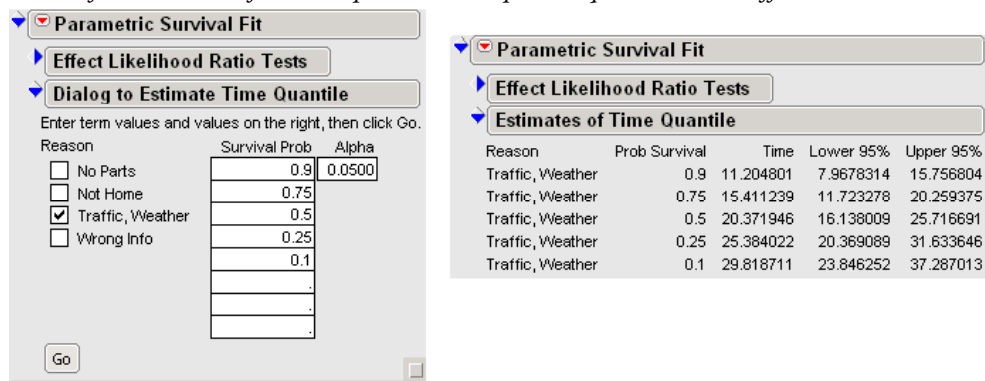 Parametric Survival Fit
Effect Likelihood Ratio Tests
Dialog to Estimate Time Quantile
Enter term values and values on the right, then click Go.
Reason Survival Prob Alpha
No Parts 0.9 0.0500
Not Home 0.75
Traffic, Weather 0.5
Wrong Info 0.25
0.1
.
.
.
Go
Parametric Survival Fit
Effect Likelihood Ratio Tests
Estimates of Time Quantile
Reason Prob Survival Time Lower 95% Upper 95%
Traffic, Weather 0.9 11.204801 7.9678314 15.756804
Traffic, Weather 0.75 15.411239 11.723278 20.259375
Traffic, Weather 0.5 20.371946 16.138009 25.716691
Traffic, Weather 0.25 25.384022 20.369089 31.633646
Traffic, Weather 0.1 29.818711 23.846252 37.287013